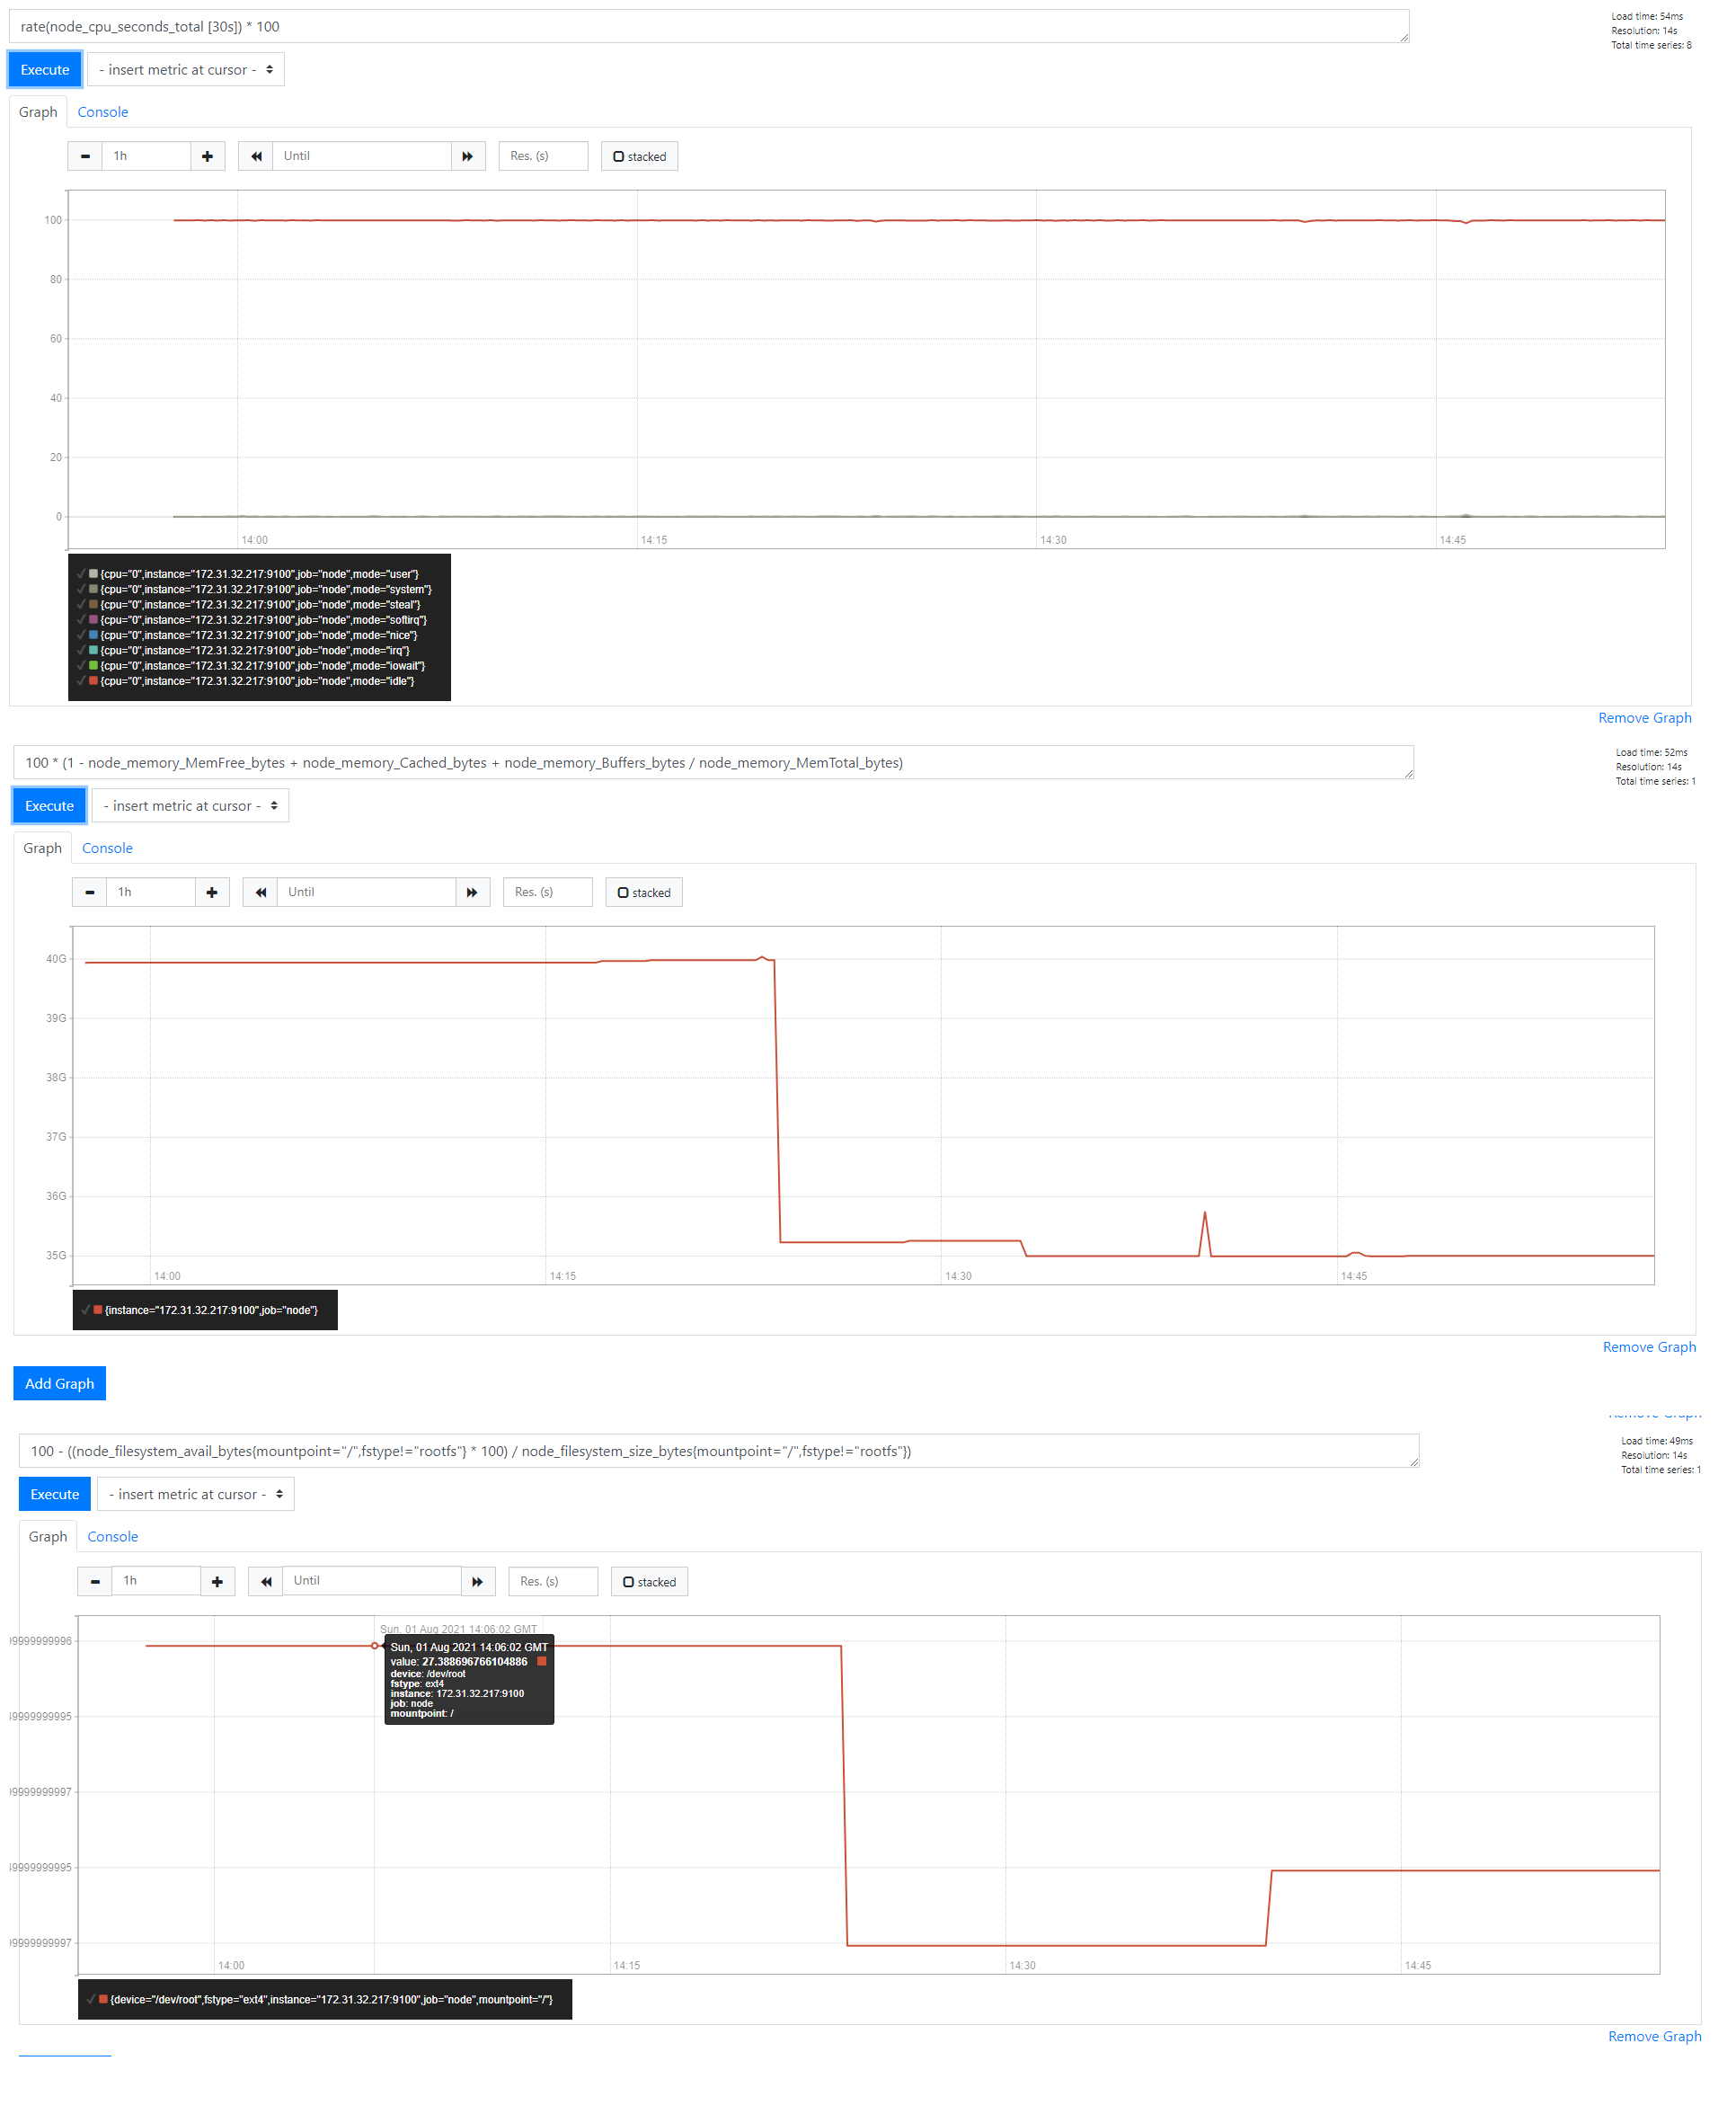 rate(node_cpu_seconds_total [30s]) * 100
Load time: 54ms
Resolution: 14s
Total time series: 8
Execute
- insert metric at cursor -
Graph
Console
1h
Until
Res. (s)
stacked
100
80
60
40
20
0
14:00
14:15
14:30
14:45
{cpu="0",instance="172.31.32.217:9100",job="node",mode="user"}
{cpu="0",instance="172.31.32.217:9100",job="node",mode="system"}
{cpu="0",instance="172.31.32.217:9100",job="node",mode="steal"}
{cpu="0",instance="172.31.32.217:9100",job="node",mode="softirq"}
{cpu="0",instance="172.31.32.217:9100",job="node",mode="nice"}
{cpu="0",instance="172.31.32.217:9100",job="node",mode="irq"}
{cpu="0",instance="172.31.32.217:9100",job="node",mode="iowait"}
{cpu="0",instance="172.31.32.217:9100",job="node",mode="idle"}
Remove Graph
100 * (1 - node_memory_MemFree_bytes + node_memory_Cached_bytes + node_memory_Buffers_bytes / node_memory_MemTotal_bytes)
Load time: 52ms
Resolution: 14s
Total time series: 1
Execute
- insert metric at cursor -
Graph
Console
1h
Until
Res. (s)
stacked
40G
39G
38G
37G
36G
35G
14:00
14:15
14:30
14:45
{instance="172.31.32.217:9100",job="node"}
Remove Graph
Add Graph
100 - ((node_filesystem_avail_bytes{mountpoint="/",fstype!="rootfs"} * 100) / node_filesystem_size_bytes{mountpoint="/",fstype!="rootfs"})
Load time: 49ms
Resolution: 14s
Total time series: 1
Execute
- insert metric at cursor -
Graph
Console
1h
Until
Res. (s)
stacked
Sun, 01 Aug 2021 14:06:02 GMT
Sun, 01 Aug 2021 14:06:02 GMT
value: 27.388696766104886
device: /dev/root
fstype: ext4
instance: 172.31.32.217:9100
job: node
mountpoint: /
99999999996
49999999995
99999999997
49999999995
99999999997
14:00
14:15
14:30
14:45
{device="/dev/root",fstype="ext4",instance="172.31.32.217:9100",job="node",mountpoint="/"}
Remove Graph